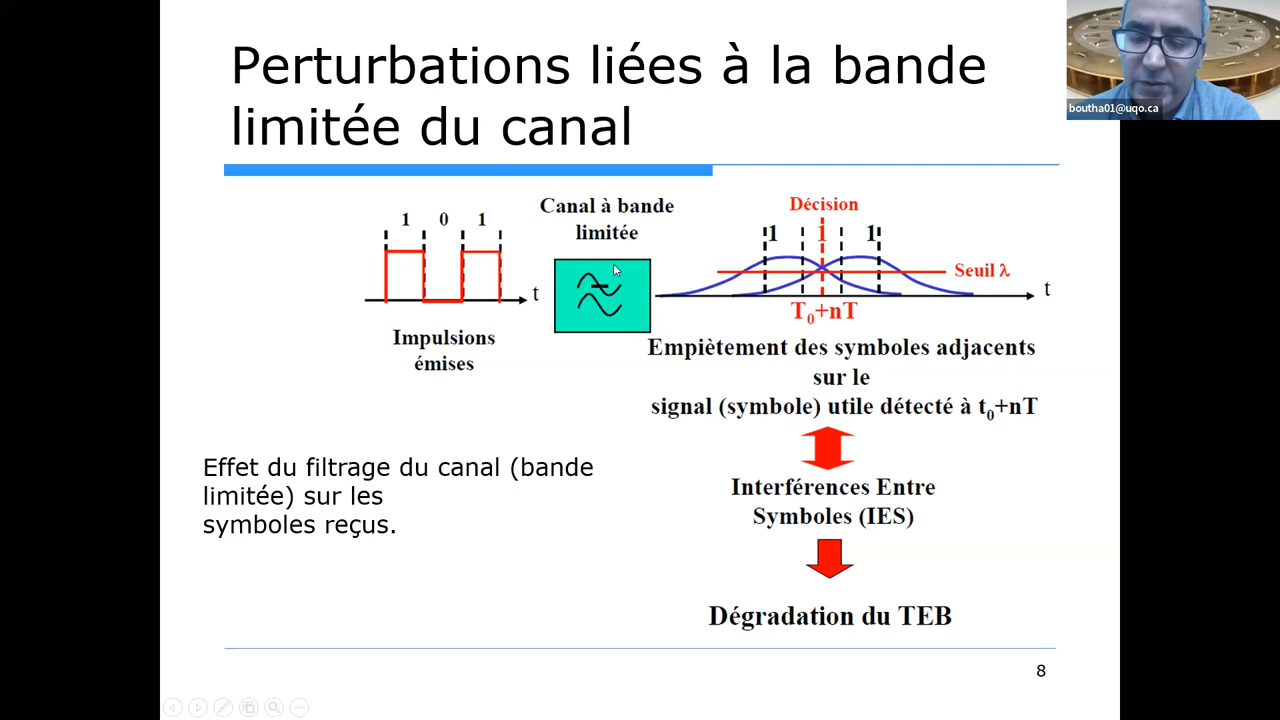 Perturbations liées à la bande
limitée du canal
boutha01@uqo.ca
1 0 1
t
Impulsions
émises
Canal à bande
limitée
Décision
1 1 1
Seuil λ
t
T0+nT
Empiètement des symboles adjacents
sur le
signal (symbole) utile détecté à t0+nT
Effet du filtrage du canal (bande
limitée) sur les
symboles reçus.
Interférences Entre
Symboles (IES)
Dégradation du TEB
8